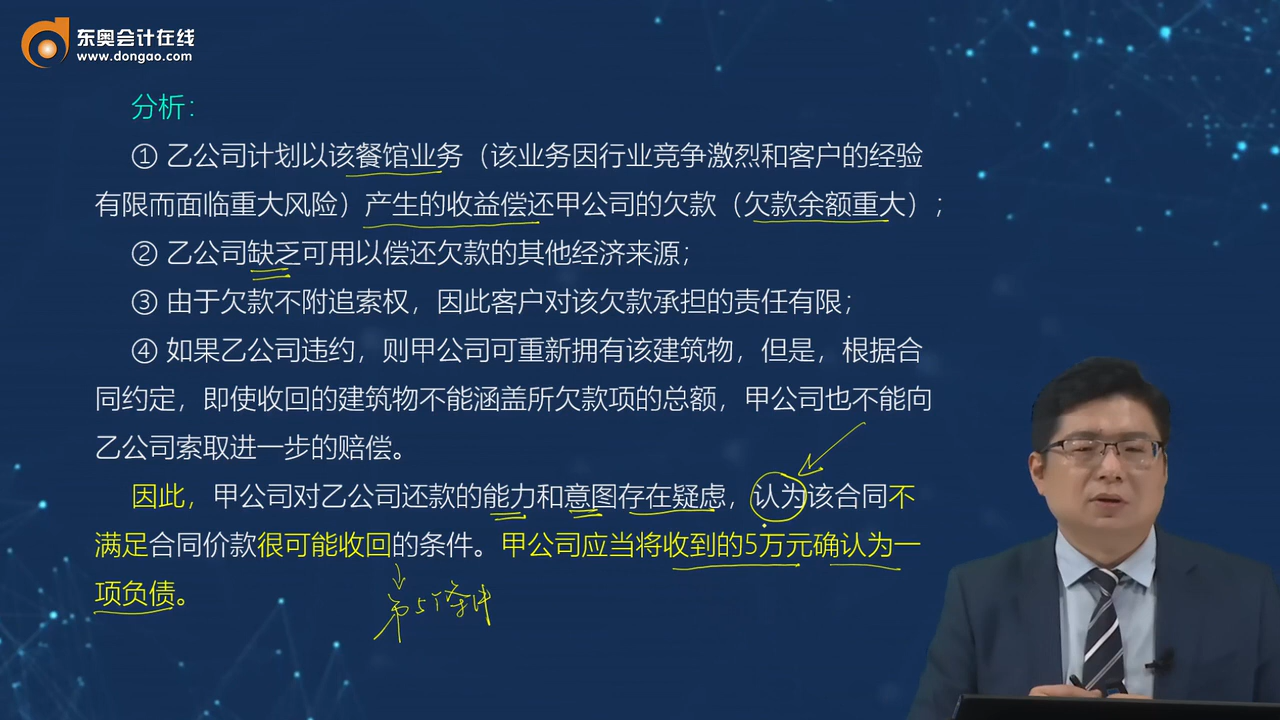 东奥会计在线
www.dongao.com
分析：
① 乙公司计划以该餐馆业务（该业务因行业竞争激烈和客户的经验
有限而面临重大风险）产生的收益偿还甲公司的欠款（欠款余额重大）；
② 乙公司缺乏可用以偿还欠款的其他经济来源；
③ 由于欠款不附追索权，因此客户对该欠款承担的责任有限；
④ 如果乙公司违约，则甲公司可重新拥有该建筑物，但是，根据合
同约定，即使收回的建筑物不能涵盖所欠款项的总额，甲公司也不能向
乙公司索取进一步的赔偿。
因此，甲公司对乙公司还款的能力和意图存在疑虑，认为该合同不
满足合同价款很可能收回的条件。甲公司应当将收到的5万元确认为一
项负债。
第5个条件